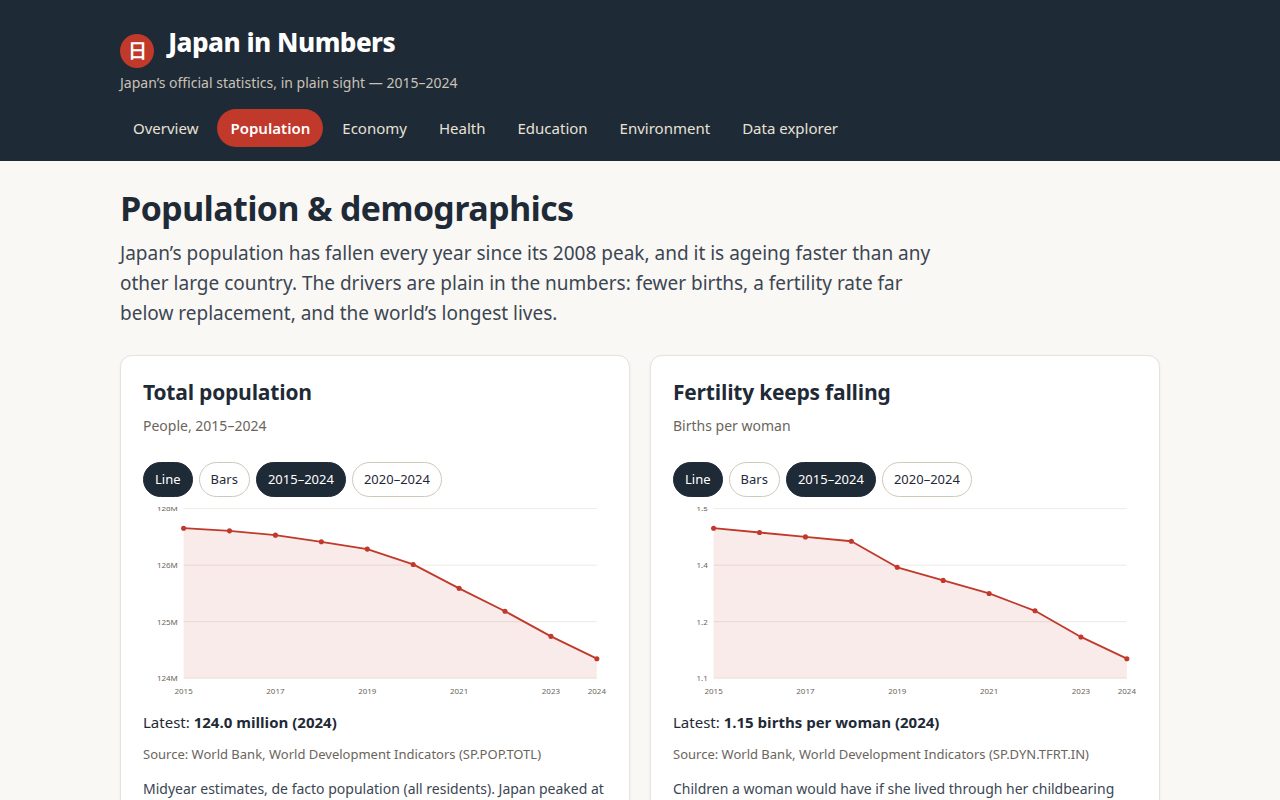 日 Japan in Numbers
Japan’s official statistics, in plain sight — 2015–2024
Overview Population Economy Health Education Environment Data explorer
Population & demographics
Japan’s population has fallen every year since its 2008 peak, and it is ageing faster than any
other large country. The drivers are plain in the numbers: fewer births, a fertility rate far
below replacement, and the world’s longest lives.
Total population
People, 2015–2024
Line Bars 2015–2024 2020–2024
128M
126M
125M
124M
2015 2017 2019 2021 2023 2024
Latest: 124.0 million (2024)
Source: World Bank, World Development Indicators (SP.POP.TOTL)
Midyear estimates, de facto population (all residents). Japan peaked at
Fertility keeps falling
Births per woman
Line Bars 2015–2024 2020–2024
1.5
1.4
1.2
1.1
2015 2017 2019 2021 2023 2024
Latest: 1.15 births per woman (2024)
Source: World Bank, World Development Indicators (SP.DYN.TFRT.IN)
Children a woman would have if she lived through her childbearing